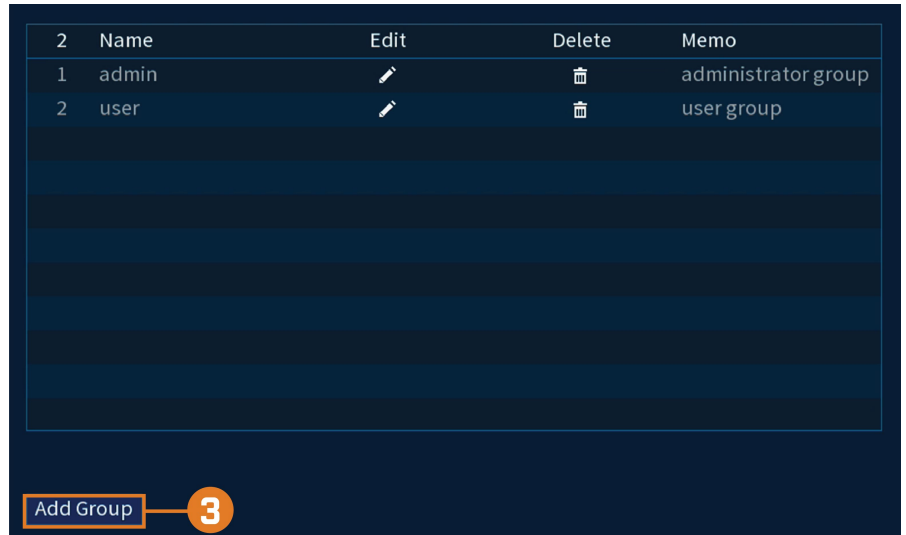 2 Name Edit Delete Memo
1 admin administrator group
2 user user group
Add Group 3